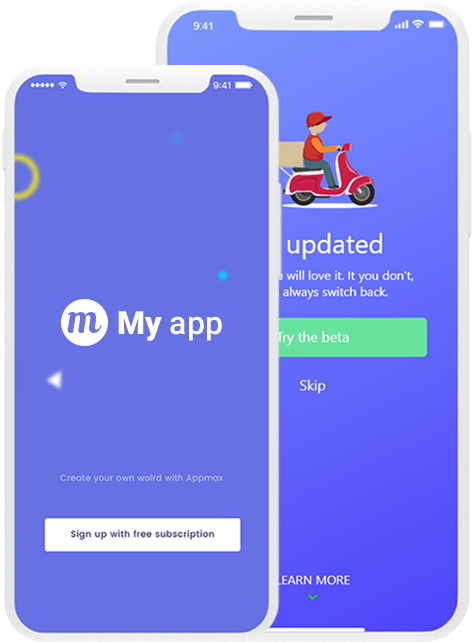 9:41
9:41
m My app
Create your own wolrd with Appmax
Sign up with free subscription
updated
will love it. It you don't,
always switch back.
Try the beta
Skip
LEARN MORE